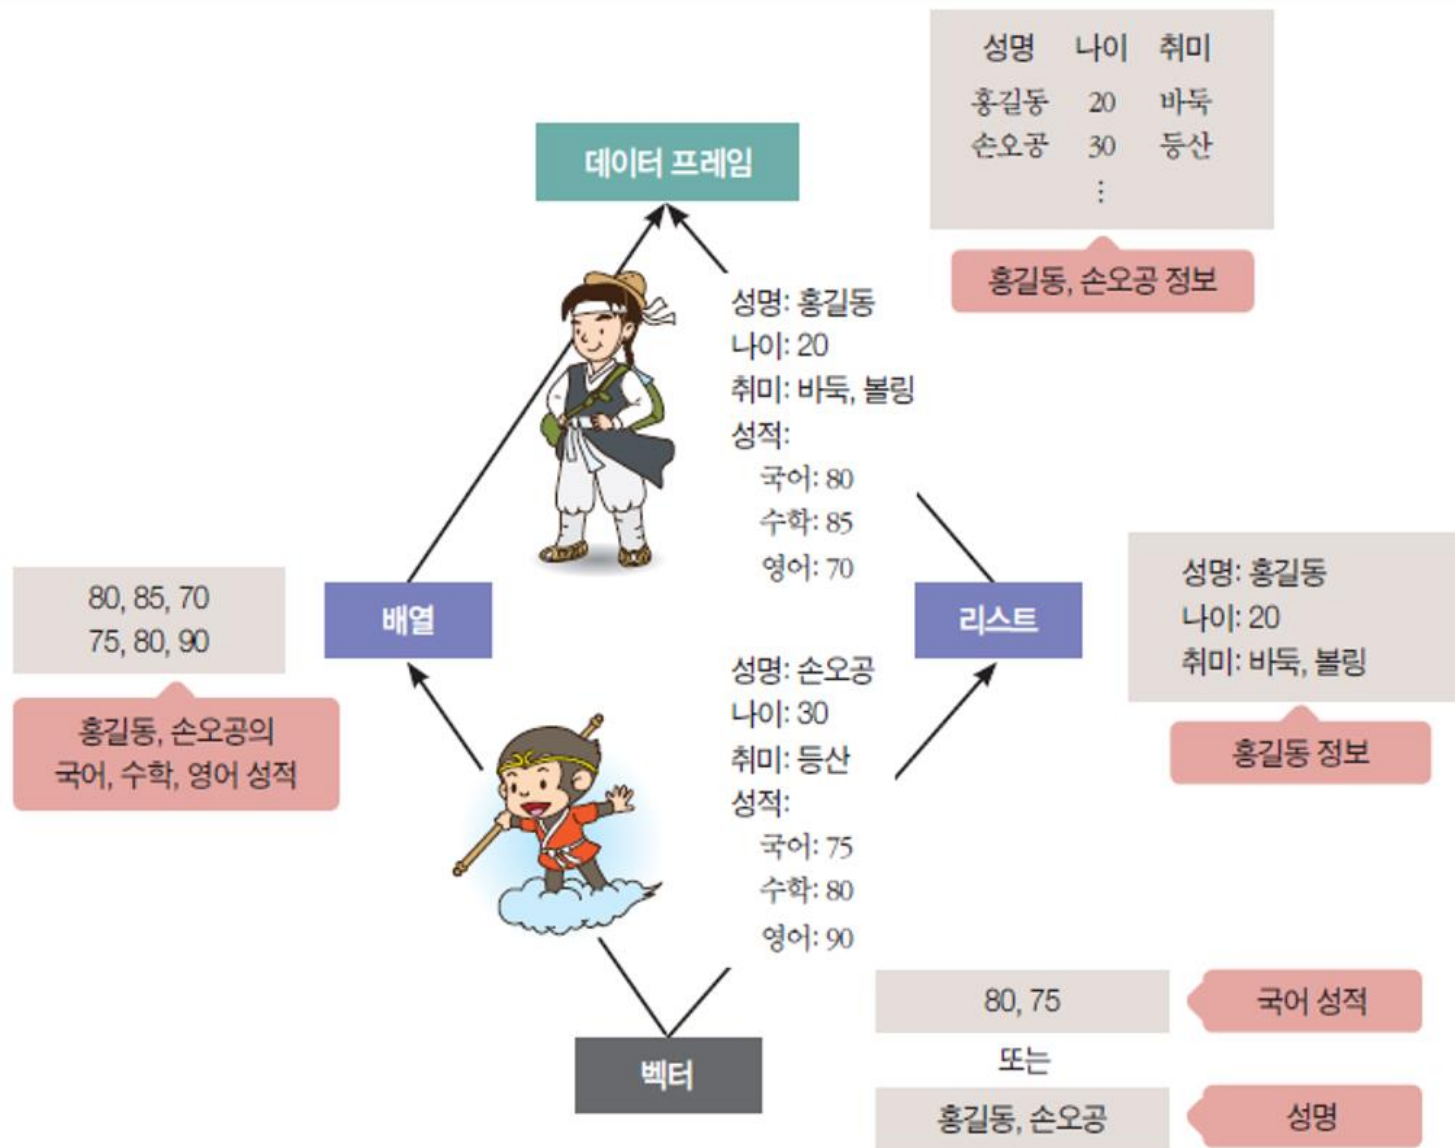 성명 나이 취미
홍길동 20 바둑
손오공 30 등산
⋮
홍길동, 손오공 정보
데이터 프레임
성명: 홍길동
나이: 20
취미: 바둑, 볼링
성적:
국어: 80
수학: 85
영어: 70
80, 85, 70
75, 80, 90
홍길동, 손오공의
국어, 수학, 영어 성적
배열
리스트
성명: 홍길동
나이: 20
취미: 바둑, 볼링
홍길동 정보
성명: 손오공
나이: 30
취미: 등산
성적:
국어: 75
수학: 80
영어: 90
벡터
80, 75
국어 성적
또는
홍길동, 손오공
성명